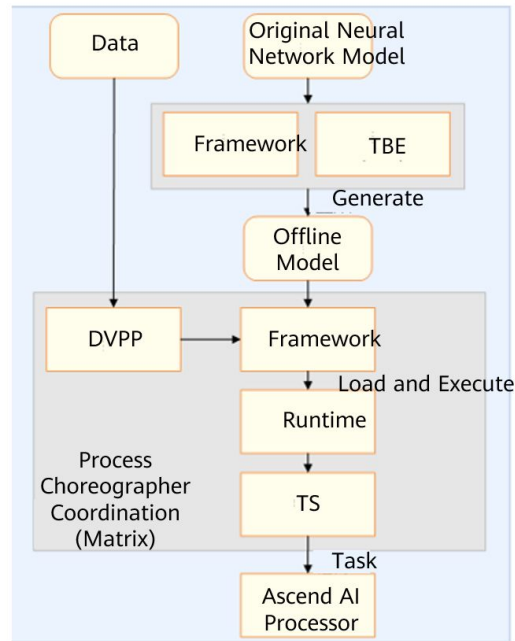 Data
Original Neural
Network Model
Framework
TBE
Generate
Offline
Model
DVPP
Framework
Load and Execute
Runtime
Process
Choreographer
Coordination
(Matrix)
TS
Task
Ascend AI
Processor